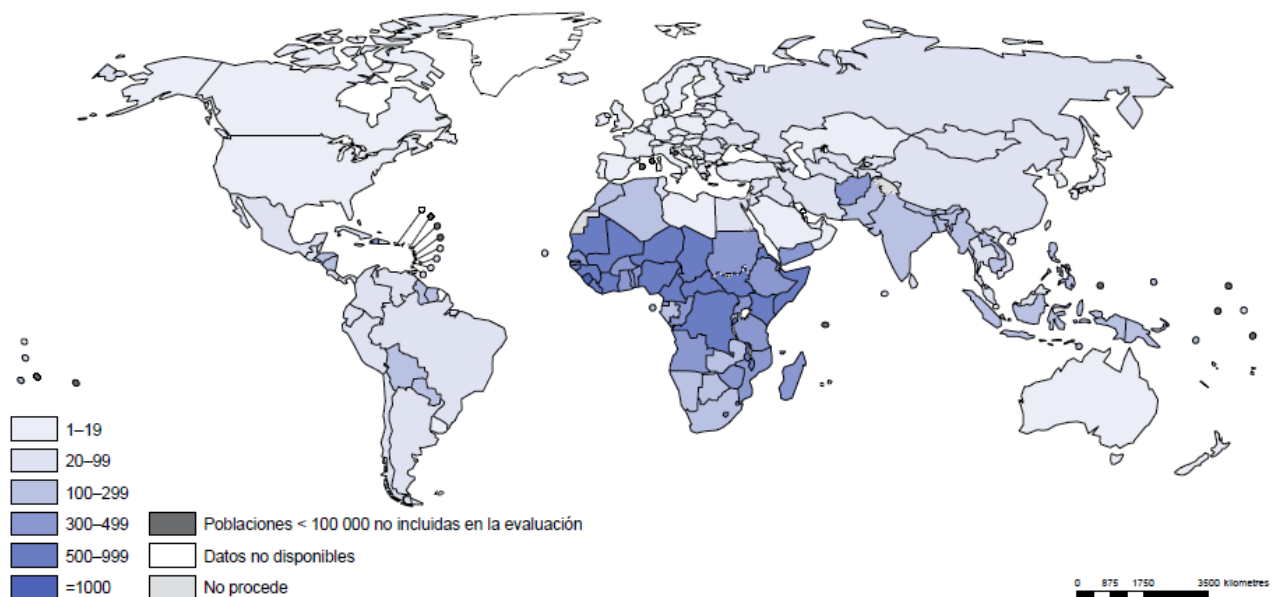 1–19
20–99
100–299
300–499
Poblaciones < 100 000 no incluidas en la evaluación
500–999
Datos no disponibles
=1000
No procede
0 875 1750 3500 kilometres